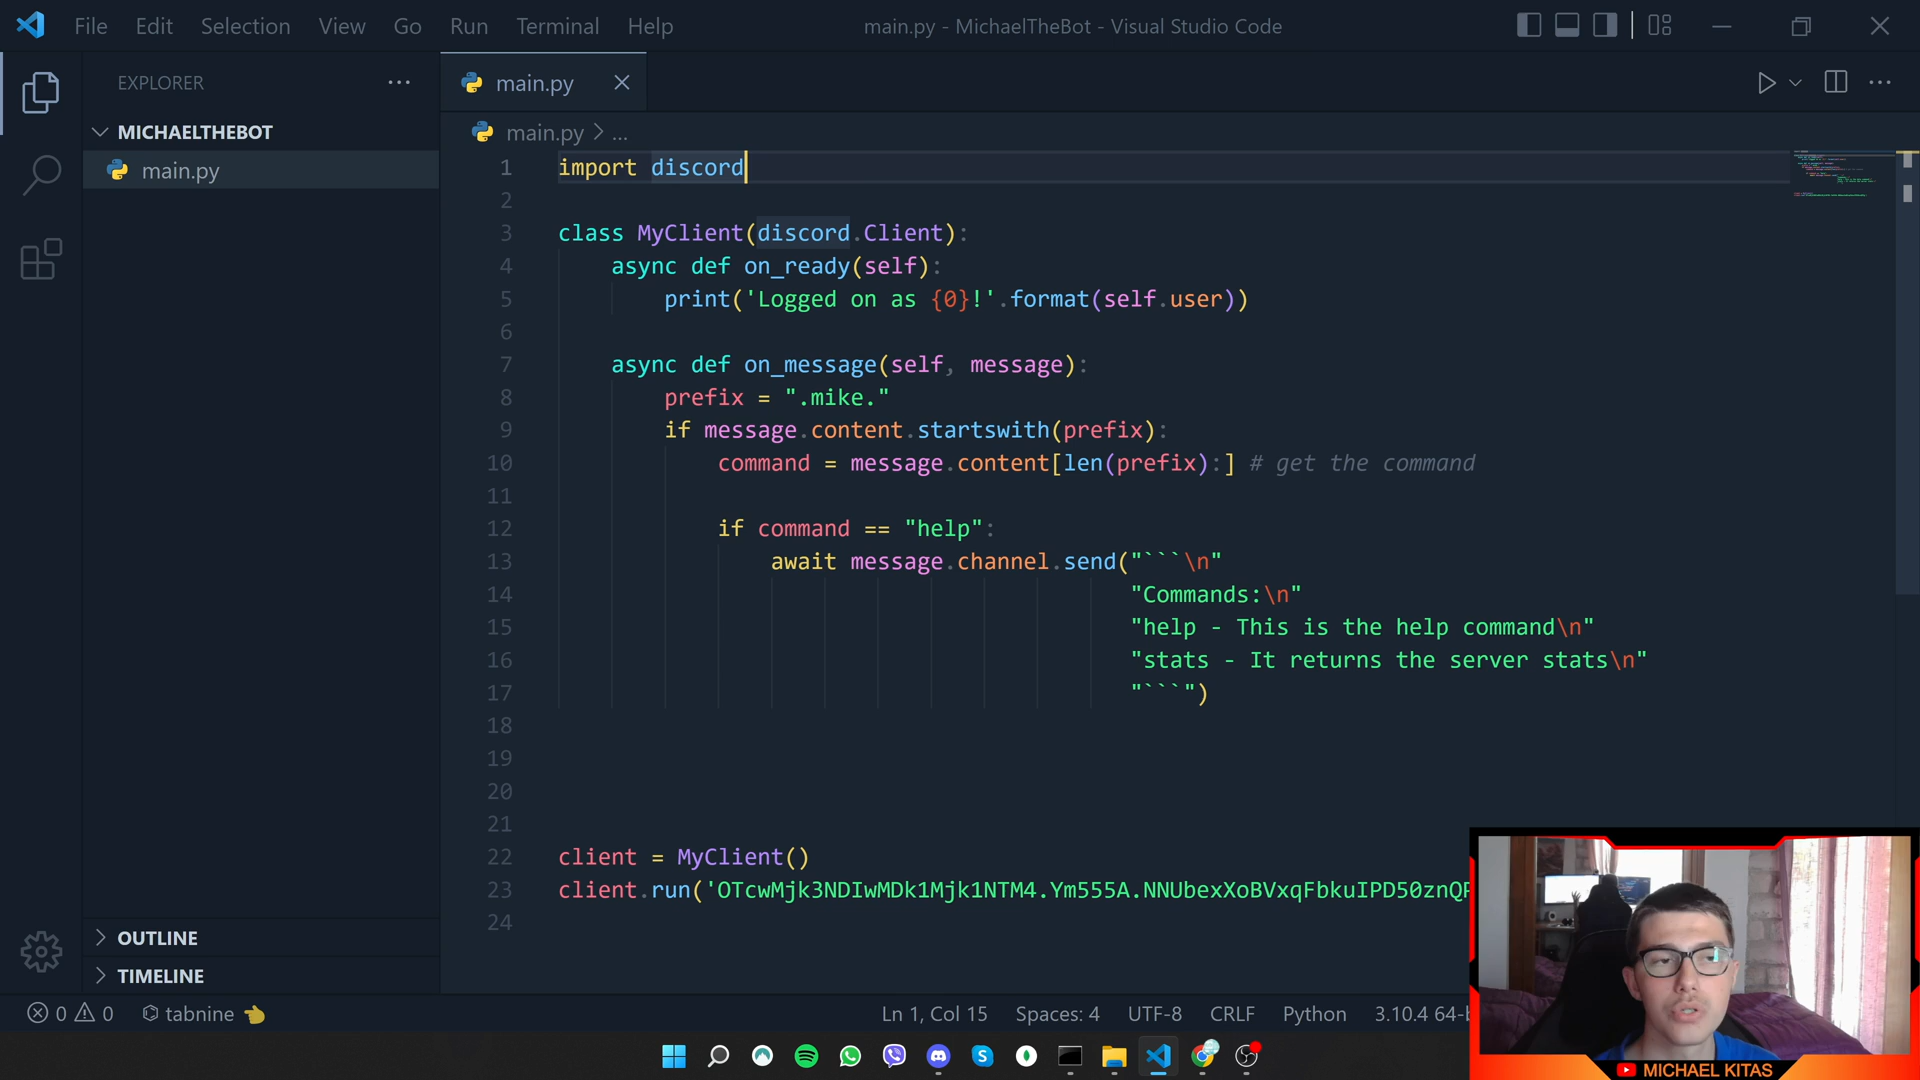 File Edit Selection View Go Run Terminal Help main.py - MichaelTheBot - Visual Studio Code
EXPLORER ...
main.py
MICHAELTHEBOT
main.py
main.py > ...
1 import discord
2
3 class MyClient(discord.Client):
4 async def on_ready(self):
5 print('Logged on as {0}!'.format(self.user))
6
7 async def on_message(self, message):
8 prefix = ".mike."
9 if message.content.startswith(prefix):
10 command = message.content[len(prefix):] # get the command
11
12 if command == "help":
13 await message.channel.send("```\n"
14 "Commands:\n"
15 "help - This is the help command\n"
16 "stats - It returns the server stats\n"
17 "```")
18
19
20
21
22 client = MyClient()
23 client.run('OTcwMjk3NDIwMDk1Mjk1NTM4.Ym555A.NNUbexXoBVxqFbkuIPD50znQP
24
OUTLINE
TIMELINE
0 0 tabnine Ln 1, Col 15 Spaces: 4 UTF-8 CRLF Python 3.10.4 64-b
MICHAEL KITAS